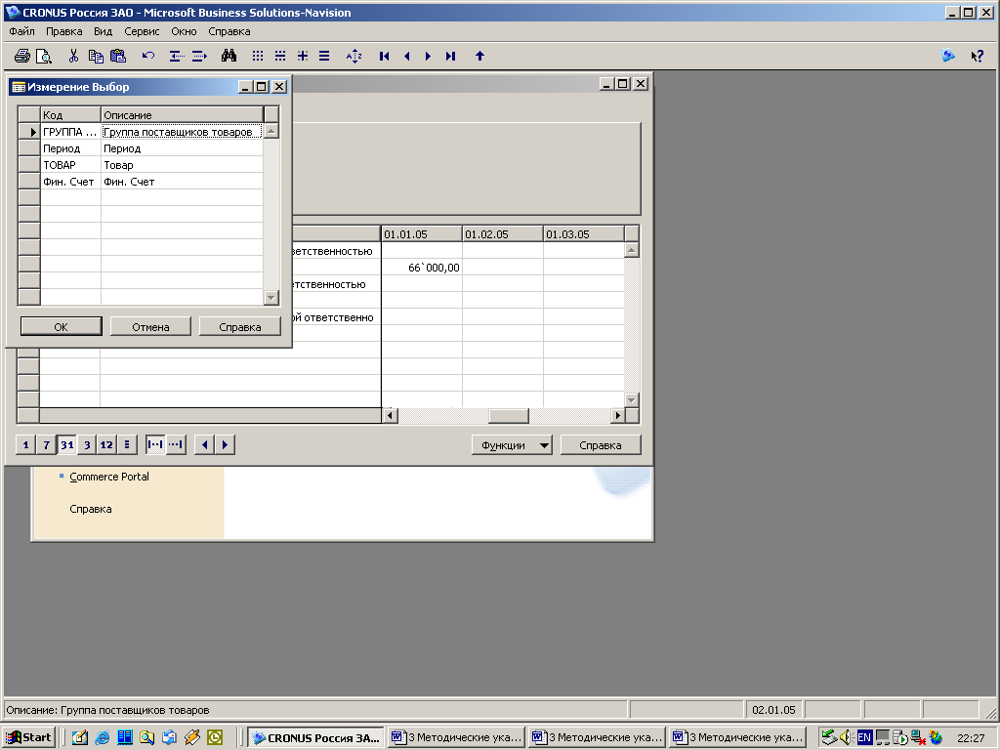 CRONUS Россия ЗАО - Microsoft Business Solutions-Navision
Файл Правка Вид Сервис Окно Справка
Измерение Выбор
Код Описание
ГРУППА ... Группа поставщиков товаров
Период Период
ТОВАР Товар
Фин. Счет Фин. Счет
OK Отмена Справка
01.01.05 01.02.05 01.03.05
ветственностью
66`000,00
тственностью
ой ответственно
1 7 31 3 12
Функции Справка
Commerce Portal
Справка
Описание: Группа поставщиков товаров 02.01.05
Start CRONUS Россия ЗА... 3 Методические ука... 3 Методические ука... 3 Методические ука... EN 22:27